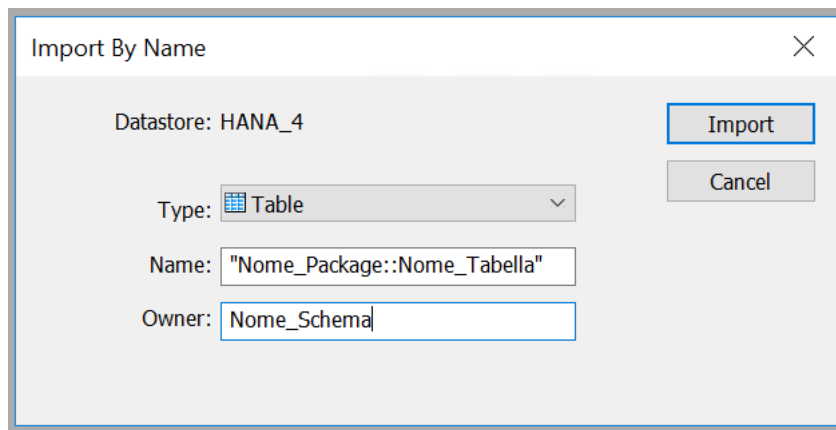 Import By Name
Datastore: HANA_4
Import
Cancel
Type: Table
Name: "Nome_Package::Nome_Tabella"
Owner: Nome_Schema